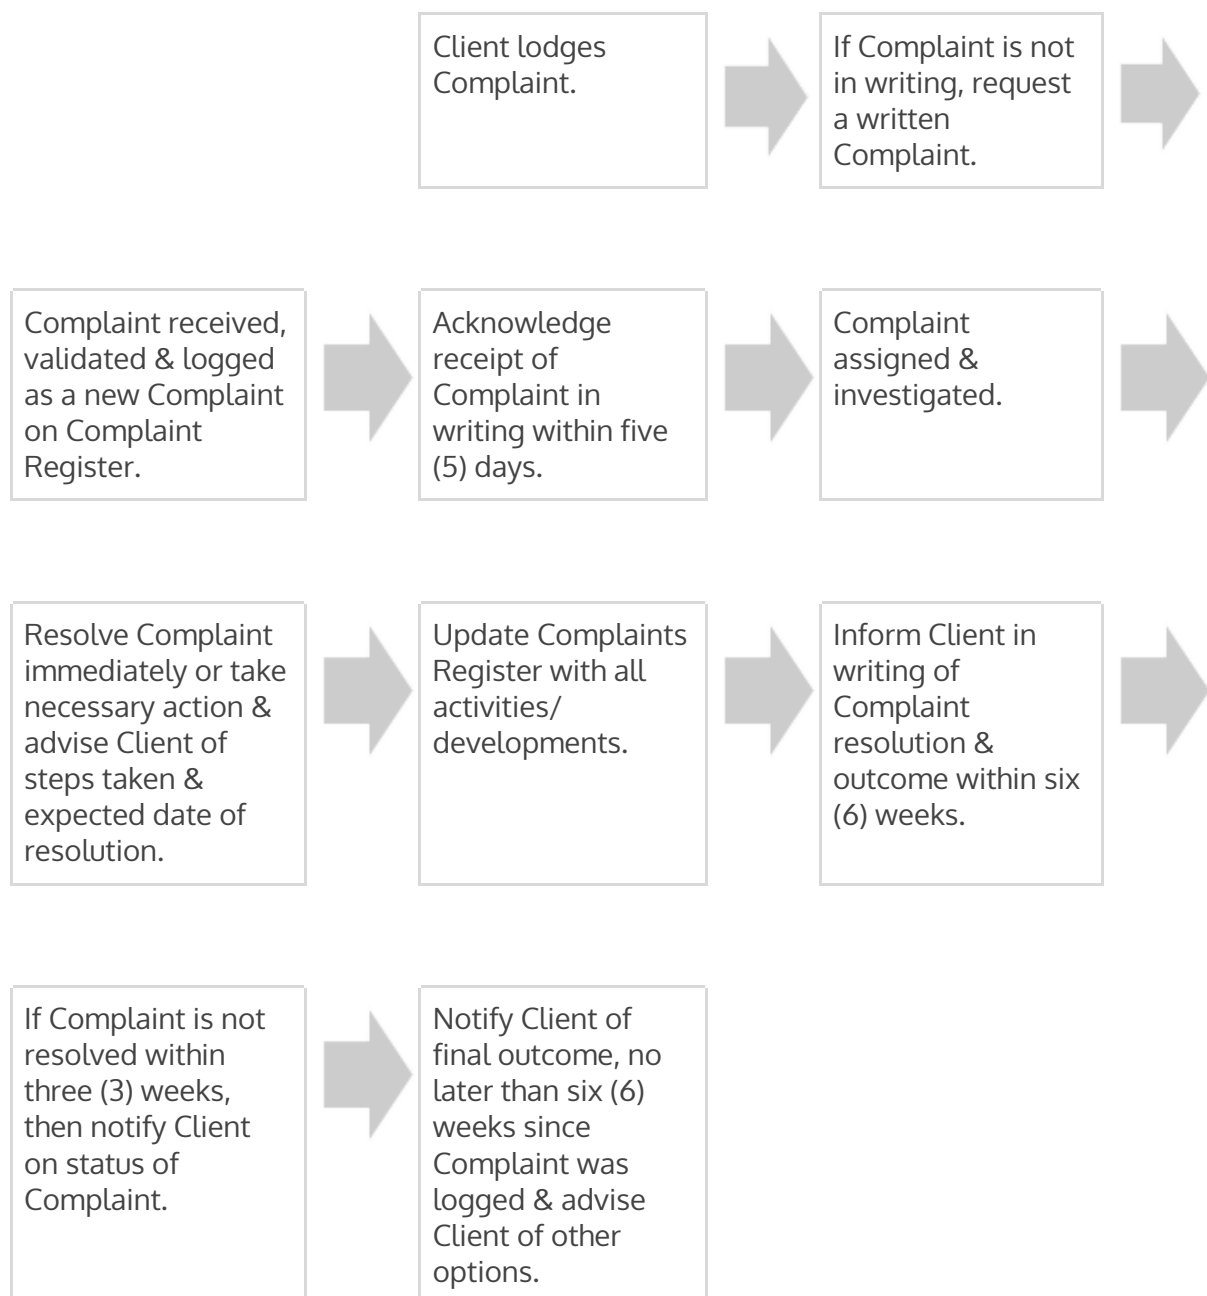 Client lodges
Complaint.
If Complaint is not
in writing, request
a written
Complaint.
Complaint received,
validated & logged
as a new Complaint
on Complaint
Register.
Acknowledge
receipt of
Complaint in
writing within five
(5) days.
Complaint
assigned &
investigated.
Resolve Complaint
immediately or take
necessary action &
advise Client of
steps taken &
expected date of
resolution.
Update Complaints
Register with all
activities/
developments.
Inform Client in
writing of
Complaint
resolution &
outcome within six
(6) weeks.
If Complaint is not
resolved within
three (3) weeks,
then notify Client
on status of
Complaint.
Notify Client of
final outcome, no
later than six (6)
weeks since
Complaint was
logged & advise
Client of other
options.